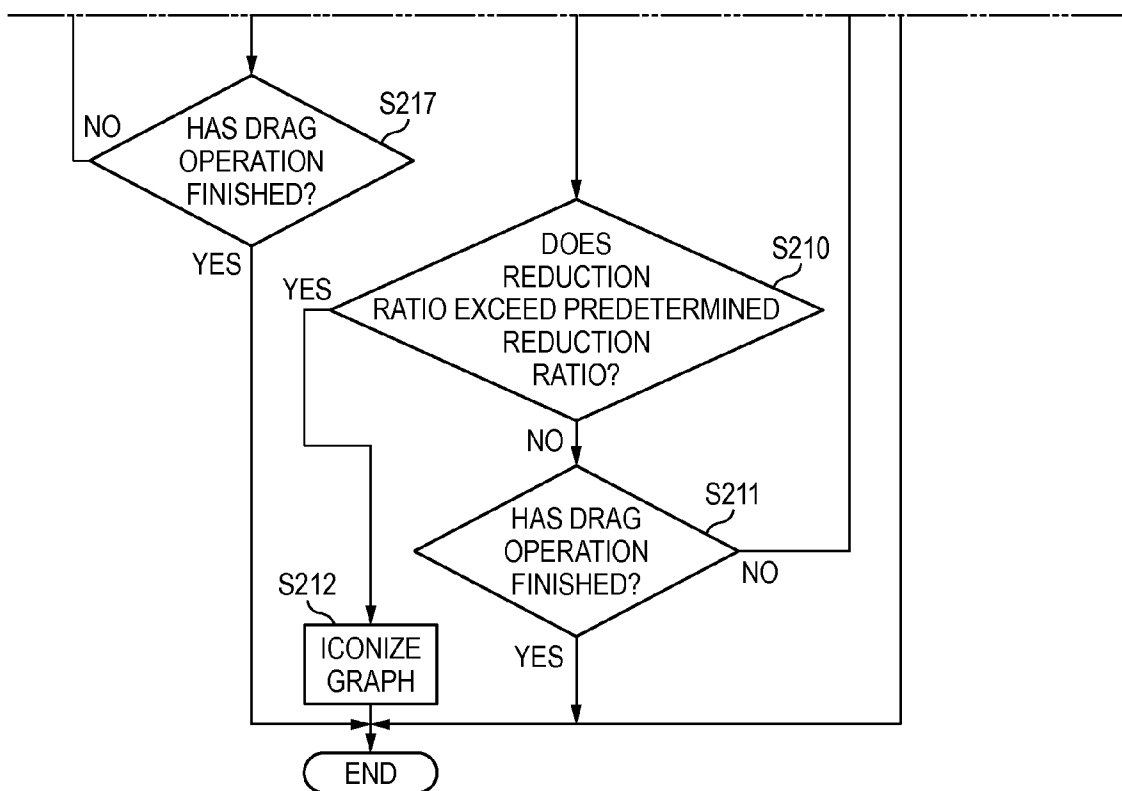 S217
NO
HAS DRAG
OPERATION
FINISHED?
YES
S210
YES
DOES
REDUCTION
RATIO EXCEED PREDETERMINED
REDUCTION
RATIO?
NO
S211
HAS DRAG
OPERATION
FINISHED?
NO
YES
S212
ICONIZE
GRAPH
END